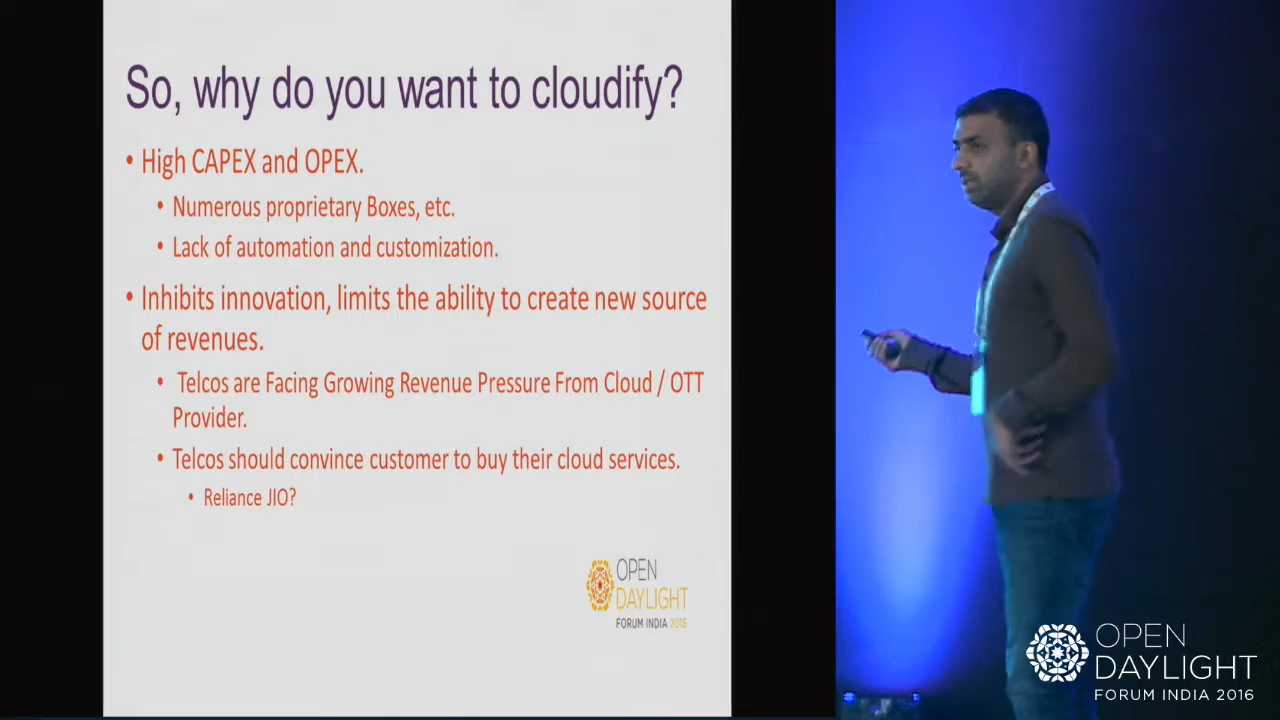 So, why do you want to cloudify?
• High CAPEX and OPEX.
• Numerous proprietary Boxes, etc.
• Lack of automation and customization.
• Inhibits innovation, limits the ability to create new source
of revenues.
• Telcos are Facing Growing Revenue Pressure From Cloud / OTT
Provider.
• Telcos should convince customer to buy their cloud services.
• Reliance JIO?
OPEN
DAYLIGHT
FORUM INDIA 2016
OPEN
DAYLIGHT
FORUM INDIA 2016